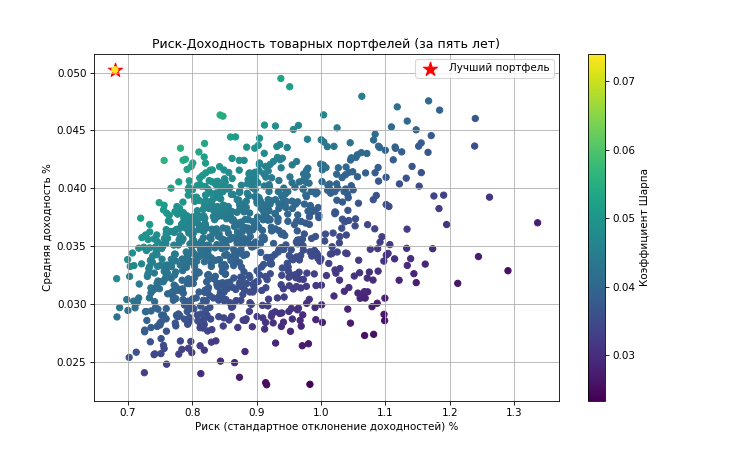 Риск-Доходность товарных портфелей (за пять лет)
Лучший портфель
Средняя доходность %
0.050
0.045
0.040
0.035
0.030
0.025
0.7 0.8 0.9 1.0 1.1 1.2 1.3
Риск (стандартное отклонение доходностей) %
0.07
0.06
0.05
0.04
0.03
Коэффициент Шарпа